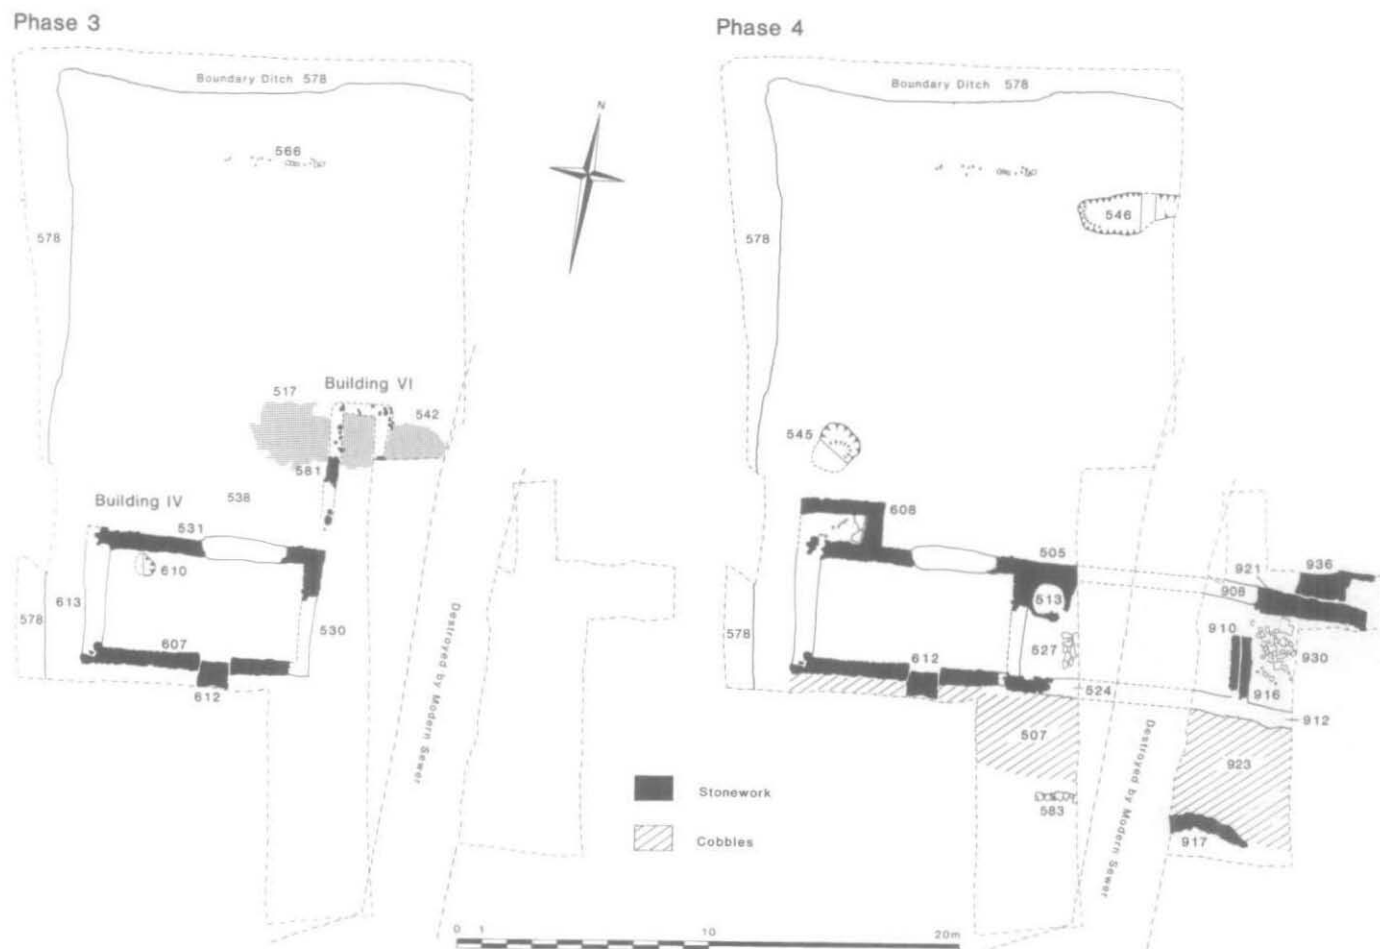 Phase 3
Boundary Ditch 578
566
578
517
Building VI
542
581
538
Building IV
531
610
613
578
607
530
612
Destroyed by Modern Sewer
N
Phase 4
Boundary Ditch 578
546
578
545
608
505
921
936
908
513
910
578
612
527
930
916
524
912
507
923
583
917
Destroyed by Modern Sewer
Stonework
Cobbles
0 1 10 20m